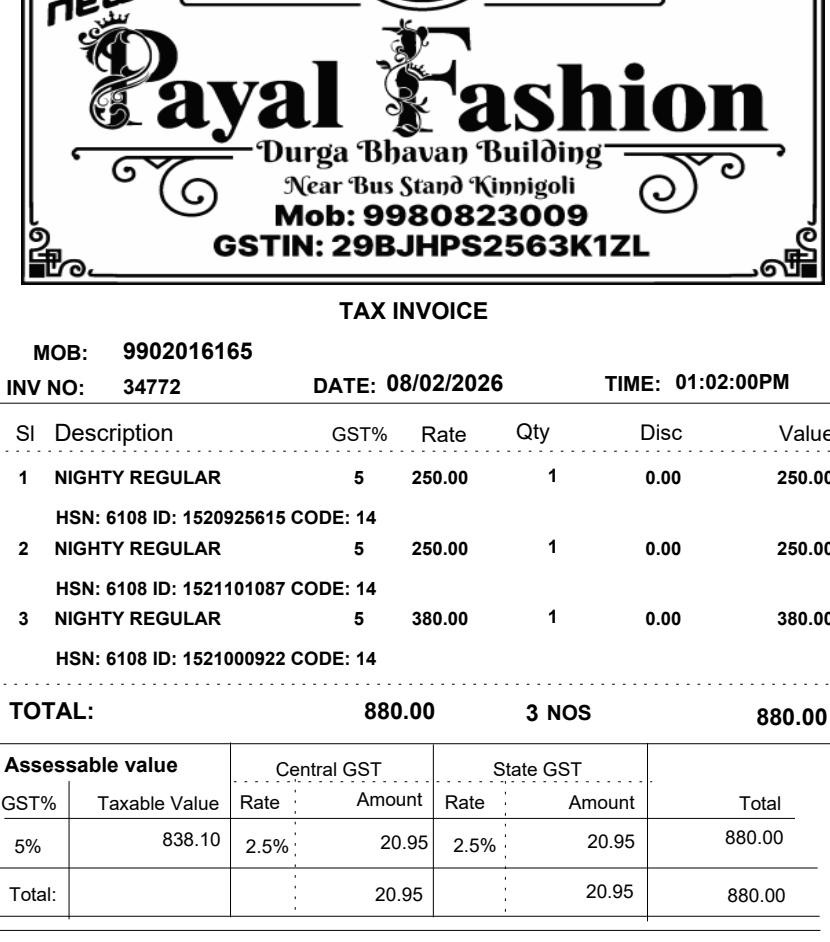 new
Payal Fashion
Durga Bhavan Building
Near Bus Stand Kinnigoli
Mob: 9980823009
GSTIN: 29BJHPS2563K1ZL
TAX INVOICE
MOB: 9902016165
INV NO: 34772 DATE: 08/02/2026 TIME: 01:02:00PM
Sl Description GST% Rate Qty Disc Value
1 NIGHTY REGULAR 5 250.00 1 0.00 250.00
HSN: 6108 ID: 1520925615 CODE: 14
2 NIGHTY REGULAR 5 250.00 1 0.00 250.00
HSN: 6108 ID: 1521101087 CODE: 14
3 NIGHTY REGULAR 5 380.00 1 0.00 380.00
HSN: 6108 ID: 1521000922 CODE: 14
TOTAL: 880.00 3 NOS 880.00
Assessable value Central GST State GST
GST% Taxable Value Rate Amount Rate Amount Total
5% 838.10 2.5% 20.95 2.5% 20.95 880.00
Total: 20.95 20.95 880.00